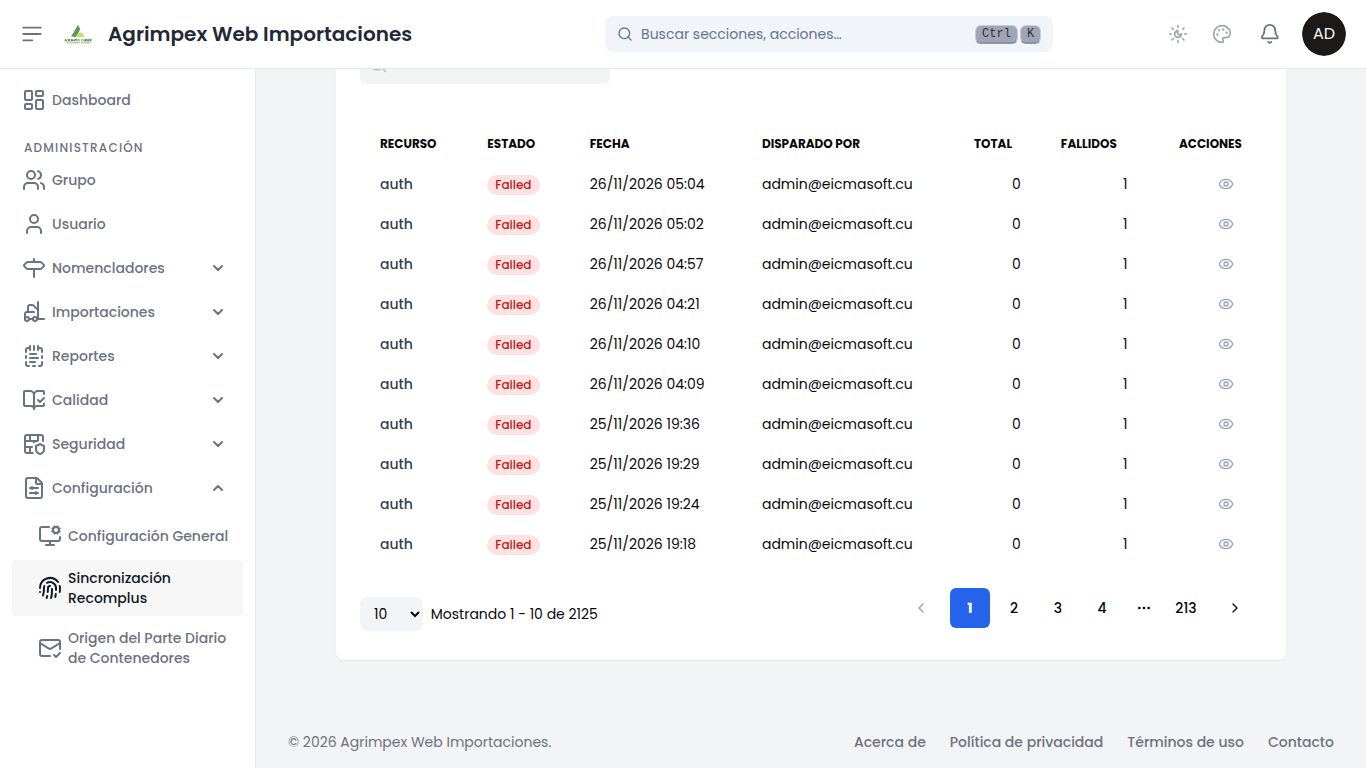 Agrimpex Web Importaciones
Buscar secciones, acciones...
Ctrl K
AD
Dashboard
ADMINISTRACIÓN
Grupo
Usuario
Nomencladores
Importaciones
Reportes
Calidad
Seguridad
Configuración
Configuración General
Sincronización
Recomplus
Origen del Parte Diario
de Contenedores
RECURSO ESTADO FECHA DISPARADO POR TOTAL FALLIDOS ACCIONES
auth Failed 26/11/2026 05:04 admin@eicmasoft.cu 0 1
auth Failed 26/11/2026 05:02 admin@eicmasoft.cu 0 1
auth Failed 26/11/2026 04:57 admin@eicmasoft.cu 0 1
auth Failed 26/11/2026 04:21 admin@eicmasoft.cu 0 1
auth Failed 26/11/2026 04:10 admin@eicmasoft.cu 0 1
auth Failed 26/11/2026 04:09 admin@eicmasoft.cu 0 1
auth Failed 25/11/2026 19:36 admin@eicmasoft.cu 0 1
auth Failed 25/11/2026 19:29 admin@eicmasoft.cu 0 1
auth Failed 25/11/2026 19:24 admin@eicmasoft.cu 0 1
auth Failed 25/11/2026 19:18 admin@eicmasoft.cu 0 1
10 Mostrando 1 - 10 de 2125
1 2 3 4 ··· 213
© 2026 Agrimpex Web Importaciones.
Acerca de Política de privacidad Términos de uso Contacto